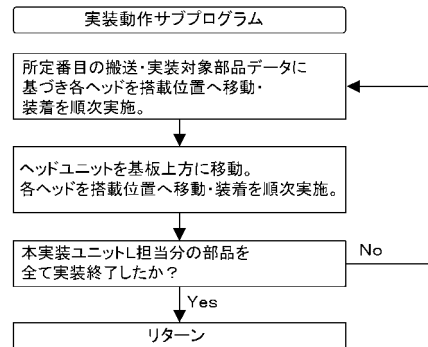 実装動作サブプログラム
所定番目の搬送・実装対象部品データに
基づき各ヘッドを搭載位置へ移動・
装着を順次実施。
ヘッドユニットを基板上方に移動。
各ヘッドを搭載位置へ移動・装着を順次実施。
本実装ユニットL担当分の部品を
全て実装終了したか？
No
Yes
リターン